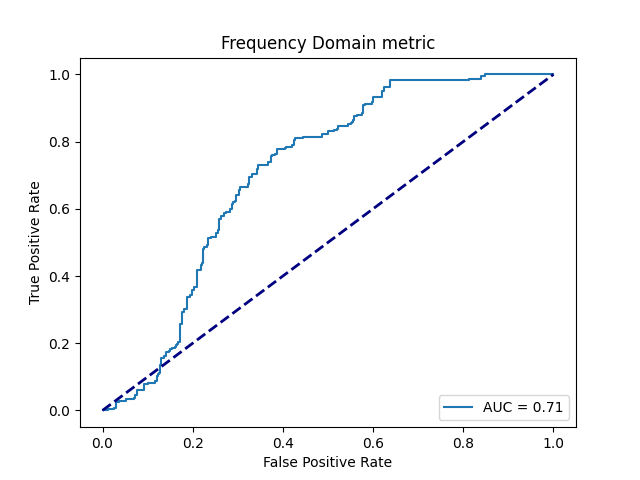 Frequency Domain metric
True Positive Rate
1.0
0.8
0.6
0.4
0.2
0.0
AUC = 0.71
0.0 0.2 0.4 0.6 0.8 1.0
False Positive Rate